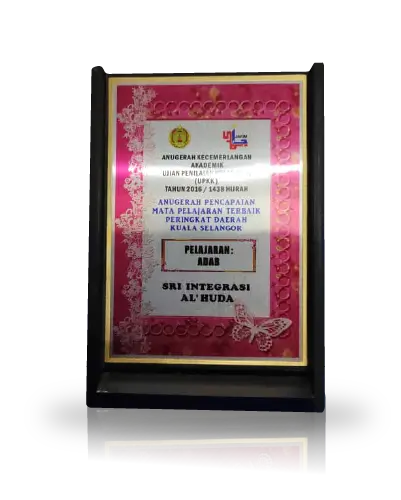 JAKIM
ANUGERAH KECEMERLANGAN
AKADEMIK
UJIAN PENILAIAN
(UPKK)
TAHUN 2016 / 1438 HIJRAH
ANUGERAH PENCAPAIAN
MATA PELAJARAN TERBAIK
PERINGKAT DAERAH
KUALA SELANGOR
PELAJARAN :
ADAB
SRI INTEGRASI
AL'HUDA